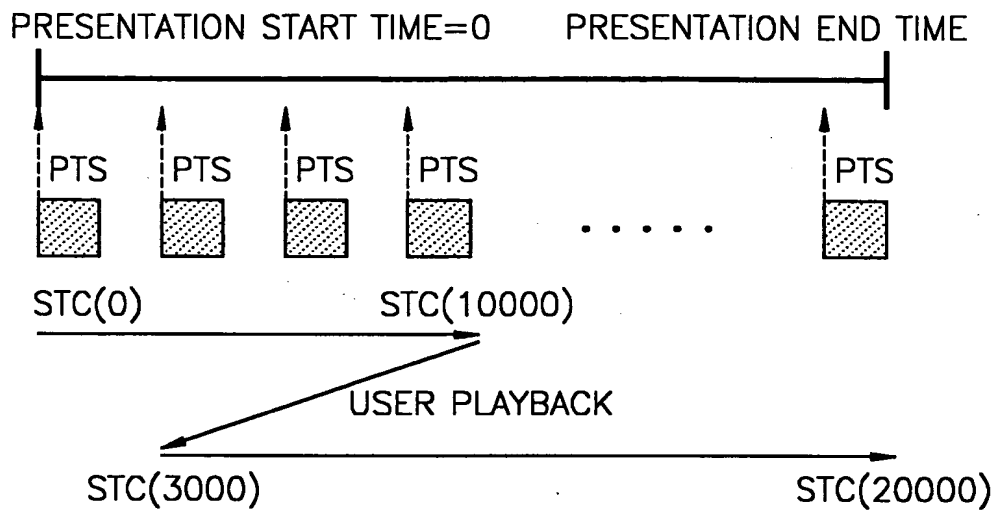 PRESENTATION START TIME=0 PRESENTATION END TIME
PTS PTS PTS PTS PTS
STC(0) STC(10000)
USER PLAYBACK
STC(3000) STC(20000)